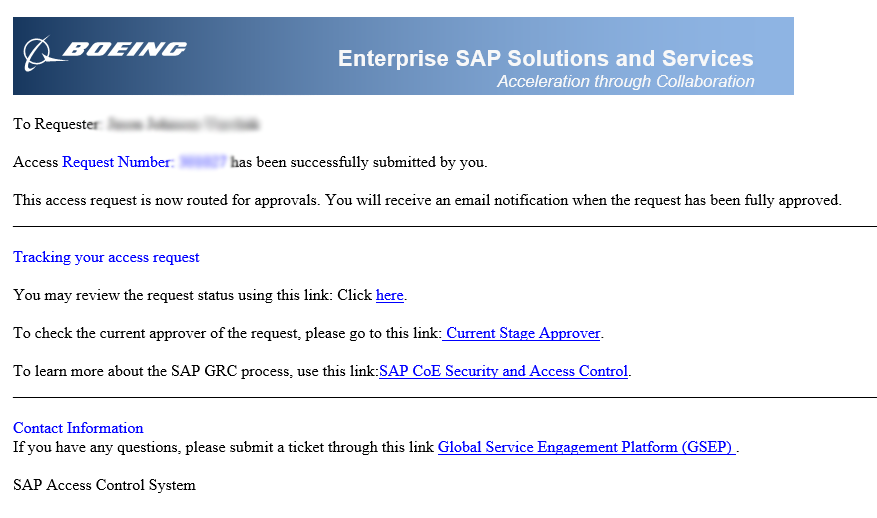 BOEING
Enterprise SAP Solutions and Services
Acceleration through Collaboration
To Requester:
Access Request Number: has been successfully submitted by you.
This access request is now routed for approvals. You will receive an email notification when the request has been fully approved.
Tracking your access request
You may review the request status using this link: Click here.
To check the current approver of the request, please go to this link: Current Stage Approver.
To learn more about the SAP GRC process, use this link:SAP CoE Security and Access Control.
Contact Information
If you have any questions, please submit a ticket through this link Global Service Engagement Platform (GSEP) .
SAP Access Control System